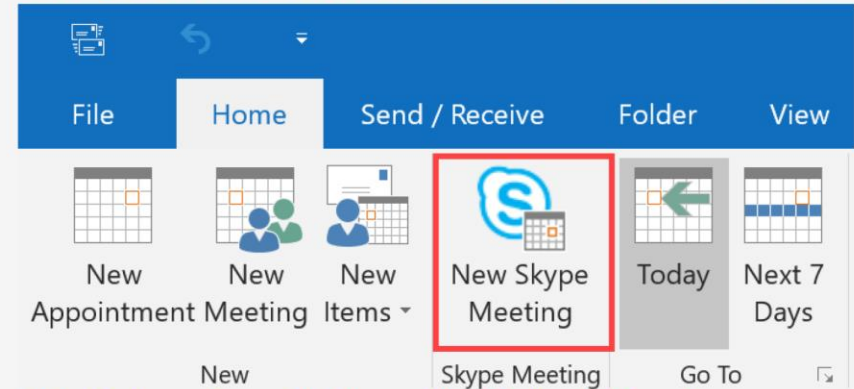 File Home Send / Receive Folder View
New New New New Skype Today Next 7
Appointment Meeting Items Meeting Days
New Skype Meeting Go To